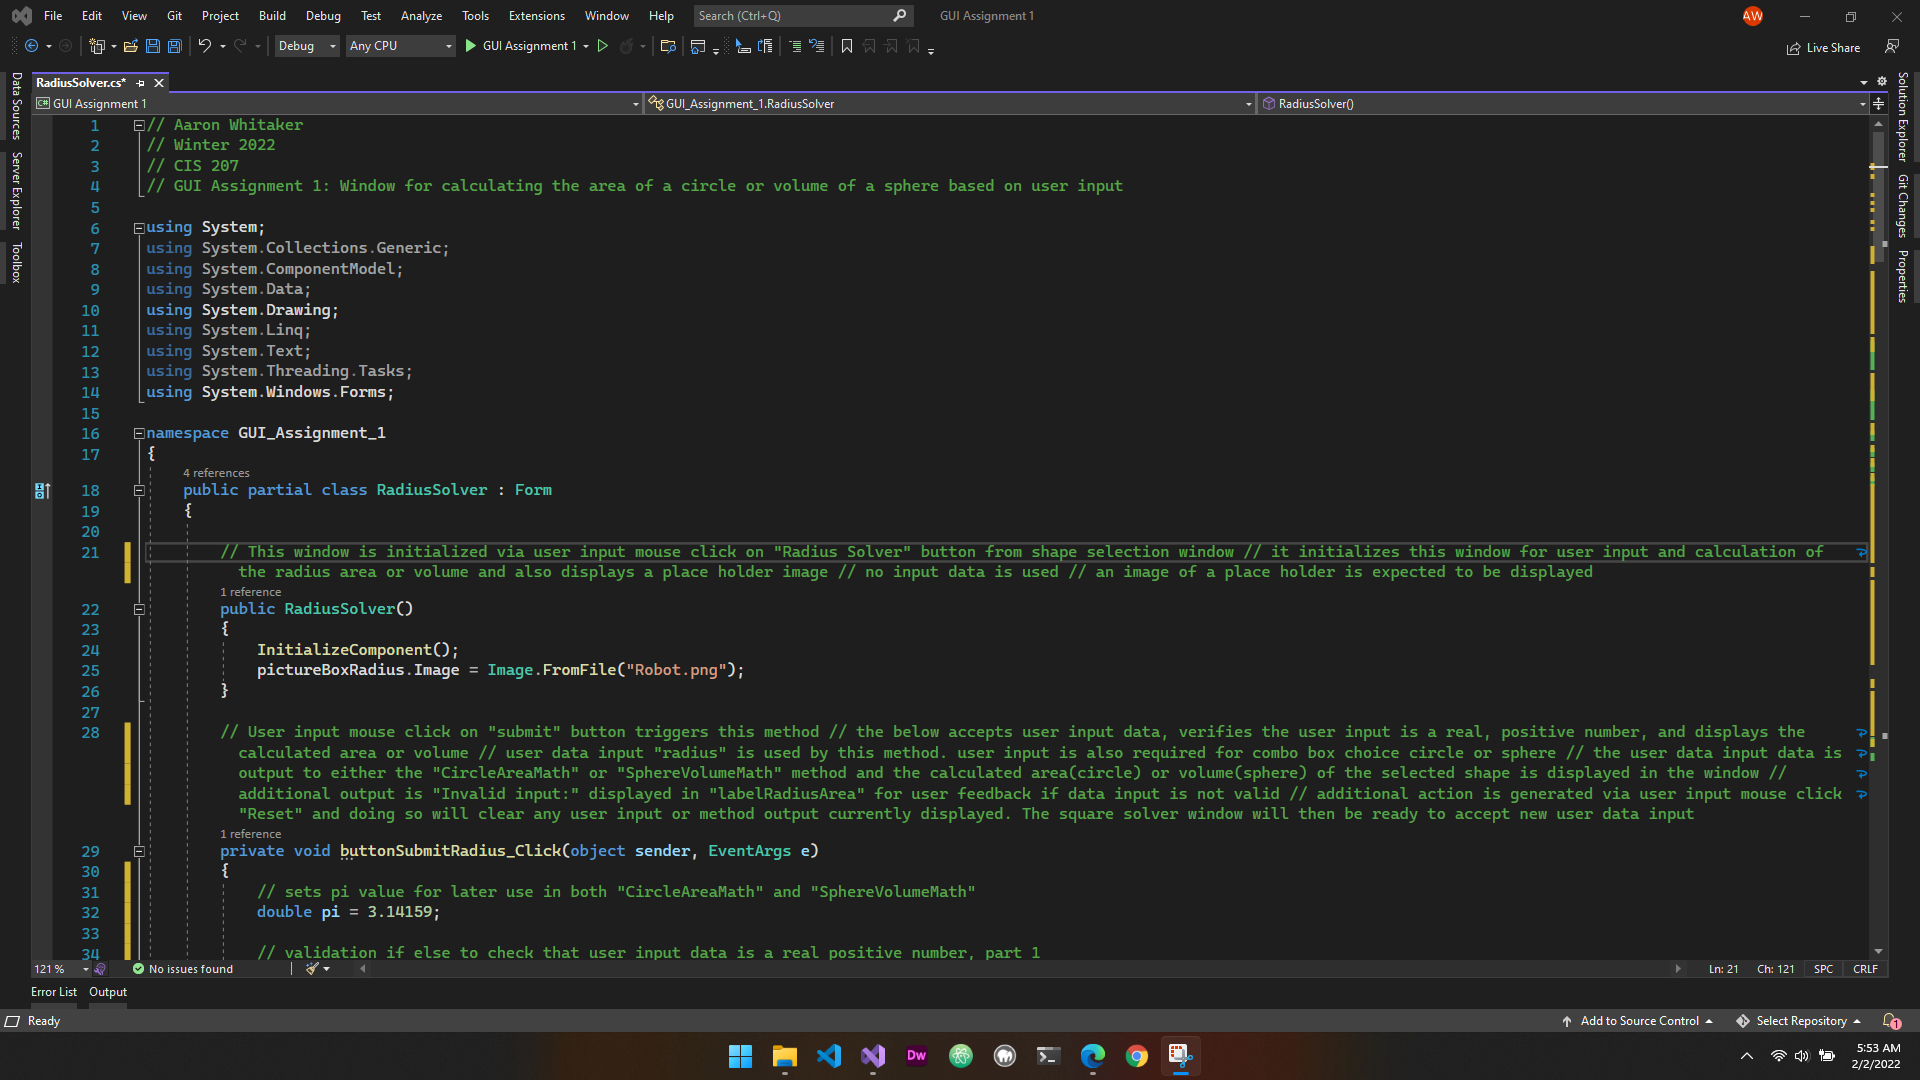 File Edit View Git Project Build Debug Test Analyze Tools Extensions Window Help Search (Ctrl+Q) GUI Assignment 1 AW
Debug Any CPU GUI Assignment 1 Live Share
Data Sources
Server Explorer
Toolbox
RadiusSolver.cs*
C# GUI Assignment 1 GUI_Assignment_1.RadiusSolver RadiusSolver()
1 // Aaron Whitaker
2 // Winter 2022
3 // CIS 207
4 // GUI Assignment 1: Window for calculating the area of a circle or volume of a sphere based on user input
5
6 using System;
7 using System.Collections.Generic;
8 using System.ComponentModel;
9 using System.Data;
10 using System.Drawing;
11 using System.Linq;
12 using System.Text;
13 using System.Threading.Tasks;
14 using System.Windows.Forms;
15
16 namespace GUI_Assignment_1
17 {
4 references
18 public partial class RadiusSolver : Form
19 {
20
21 // This window is initialized via user input mouse click on "Radius Solver" button from shape selection window // it initializes this window for user input and calculation of
the radius area or volume and also displays a place holder image // no input data is used // an image of a place holder is expected to be displayed
1 reference
22 public RadiusSolver()
23 {
24 InitializeComponent();
25 pictureBoxRadius.Image = Image.FromFile("Robot.png");
26 }
27
28 // User input mouse click on "submit" button triggers this method // the below accepts user input data, verifies the user input is a real, positive number, and displays the
calculated area or volume // user data input "radius" is used by this method. user input is also required for combo box choice circle or sphere // the user data input data is
output to either the "CircleAreaMath" or "SphereVolumeMath" method and the calculated area(circle) or volume(sphere) of the selected shape is displayed in the window //
additional output is "Invalid input:" displayed in "labelRadiusArea" for user feedback if data input is not valid // additional action is generated via user input mouse click
"Reset" and doing so will clear any user input or method output currently displayed. The square solver window will then be ready to accept new user data input
1 reference
29 private void buttonSubmitRadius_Click(object sender, EventArgs e)
30 {
31 // sets pi value for later use in both "CircleAreaMath" and "SphereVolumeMath"
32 double pi = 3.14159;
33
34 // validation if else to check that user input data is a real positive number, part 1
Solution Explorer
Git Changes
Properties
121 % No issues found Ln: 21 Ch: 121 SPC CRLF
Error List Output
Ready Add to Source Control Select Repository 1
Dw
5:53 AM
2/2/2022